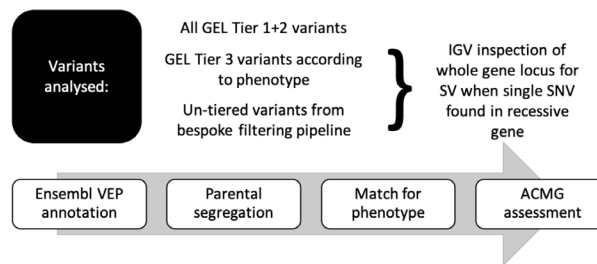 Variants
analysed:
All GEL Tier 1+2 variants
GEL Tier 3 variants according
to phenotype
Un-tiered variants from
bespoke filtering pipeline
IGV inspection of
whole gene locus for
SV when single SNV
found in recessive
gene
Ensembl VEP
annotation
Parental
segregation
Match for
phenotype
ACMG
assessment